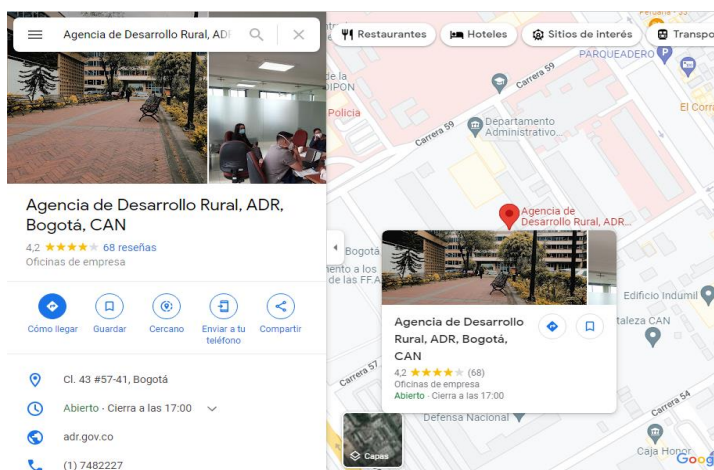 Agencia de Desarrollo Rural, AD
Agencia de Desarrollo Rural, ADR,
Bogotá, CAN
4,2 ★★★★★ 68 reseñas
Oficinas de empresa
Cómo llegar
Guardar
Cercano
Enviar a tu
teléfono
Compartir
Cl. 43 #57-41, Bogotá
Abierto · Cierra a las 17:00
adr.gov.co
(1) 7482227
Restaurantes
Hoteles
Sitios de interés
Transpo
PARQUEADERO
de la
DIPON
Policia
Carrera 59
El Corra
Departamento
Administrativo...
Carrera 59
Agencia de
Desarrollo Rural, ADR...
Bogotá
ento a los
de las FF.A
Agencia de Desarrollo
Rural, ADR, Bogotá,
CAN
4,2 ★★★★★ (68)
Oficinas de empresa
Abierto · Cierra a las 17:00
Edificio Indumil
taleza CAN
Carrera 57
Defensa Nacional
Carrera 54
Capas
Caja Honor
Goog